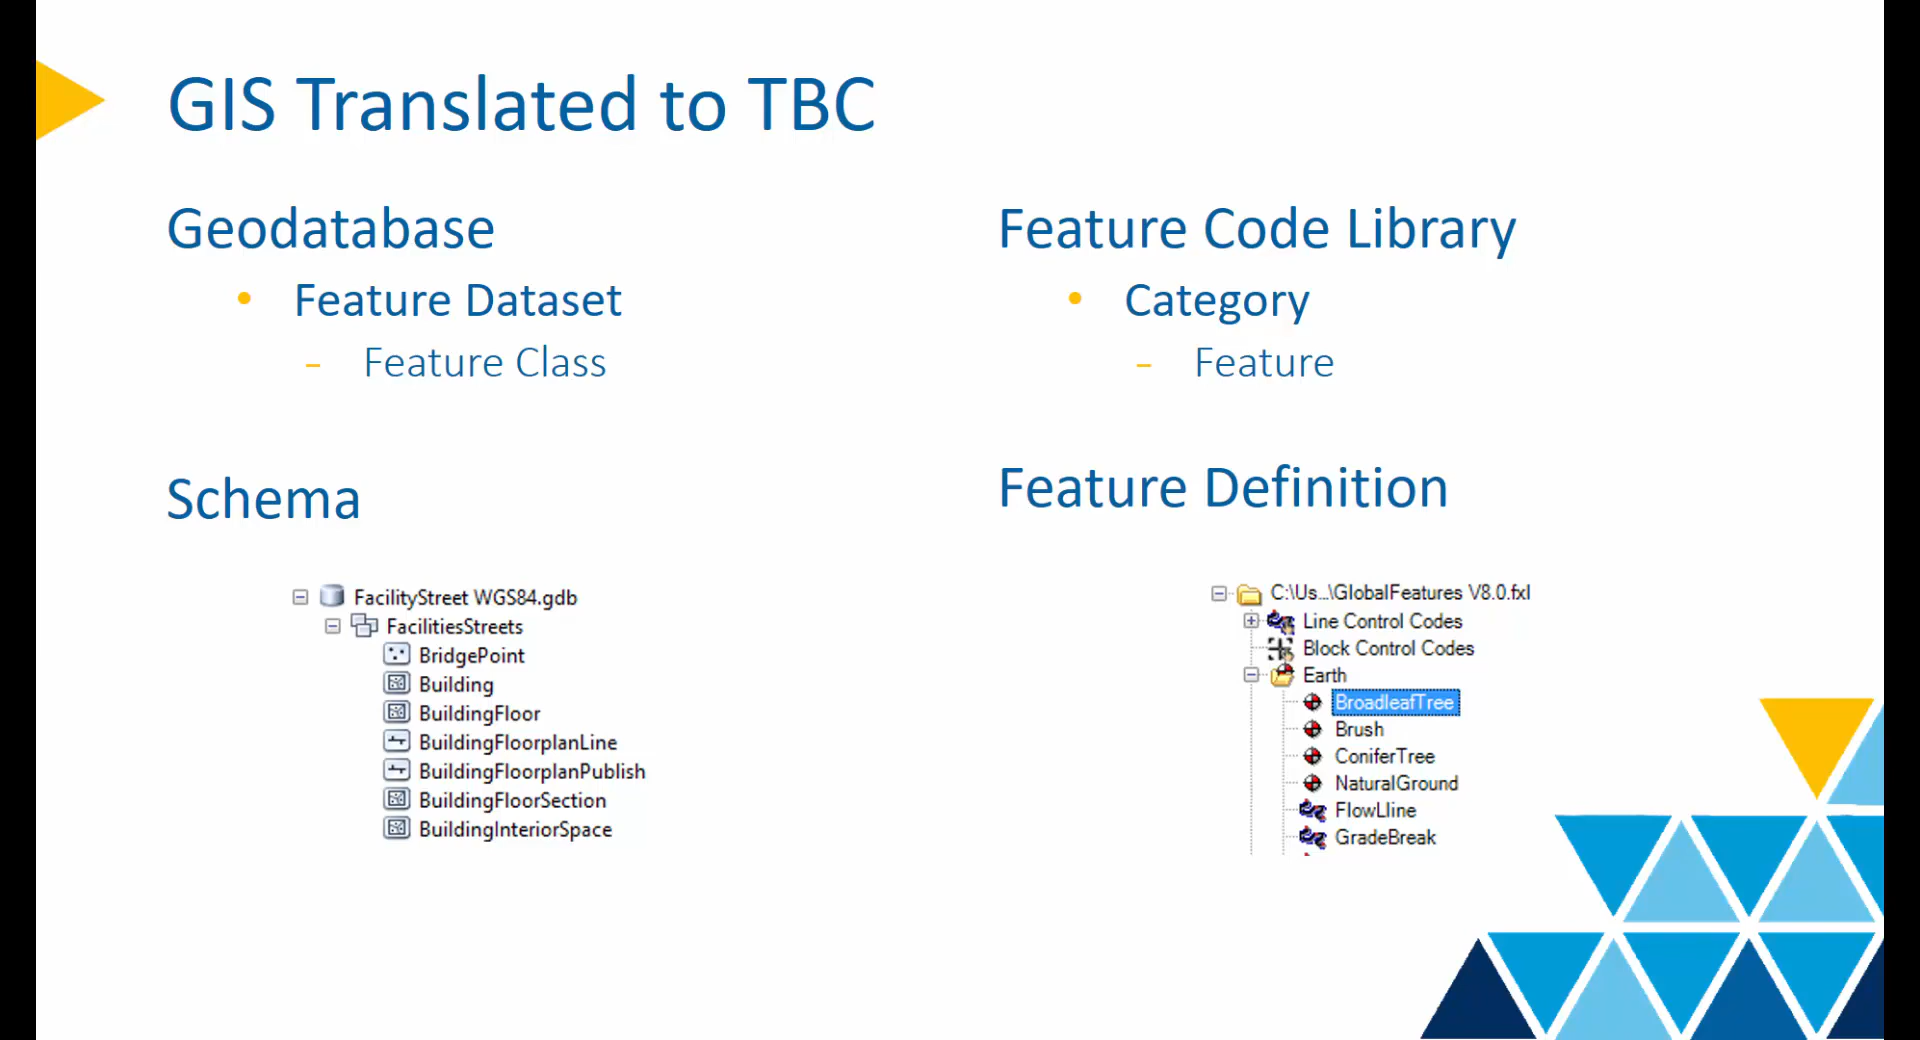 GIS Translated to TBC
Geodatabase
• Feature Dataset
– Feature Class
Schema
FacilityStreet WGS84.gdb
FacilitiesStreets
BridgePoint
Building
BuildingFloor
BuildingFloorplanLine
BuildingFloorplanPublish
BuildingFloorSection
BuildingInteriorSpace
Feature Code Library
• Category
– Feature
Feature Definition
C:\Us...\GlobalFeatures V8.0.fxl
Line Control Codes
Block Control Codes
Earth
BroadleafTree
Brush
ConiferTree
NaturalGround
FlowLline
GradeBreak